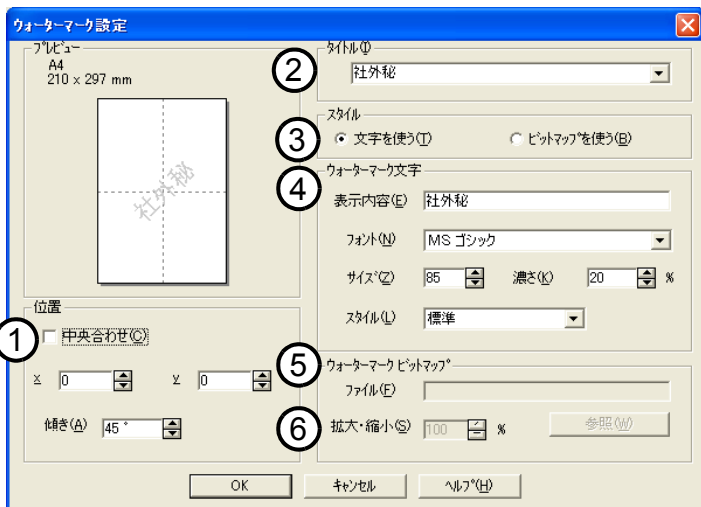 ウォーターマーク設定
プレビュー
A4
210 x 297 mm
社外秘
① 位置
中央合わせ(C)
X 0 Y 0
傾き(A) 45 °
② タイトル(I)
社外秘
③ スタイル
文字を使う(T) ビットマップを使う(B)
④ ウォーターマーク文字
表示内容(E) 社外秘
フォント(N) MS ゴシック
サイズ(Z) 85 濃さ(K) 20 %
スタイル(L) 標準
⑤ ウォーターマーク ビットマップ
ファイル(F)
⑥ 拡大・縮小(S) 100 % 参照(W)
OK キャンセル ヘルプ(H)